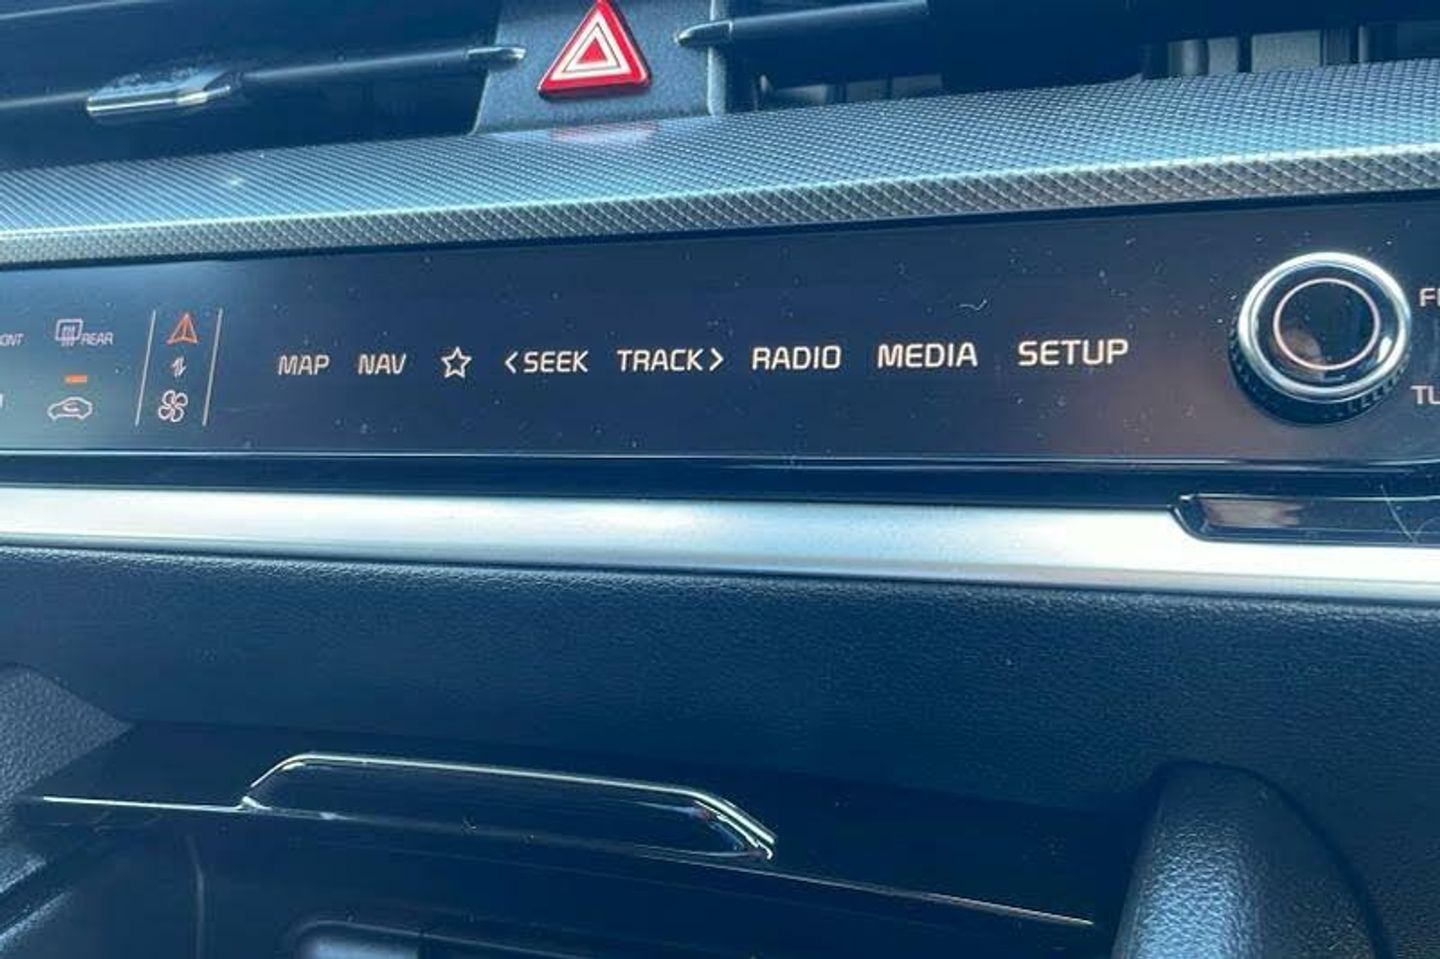 REAR
MAP NAV <SEEK TRACK> RADIO MEDIA SETUP